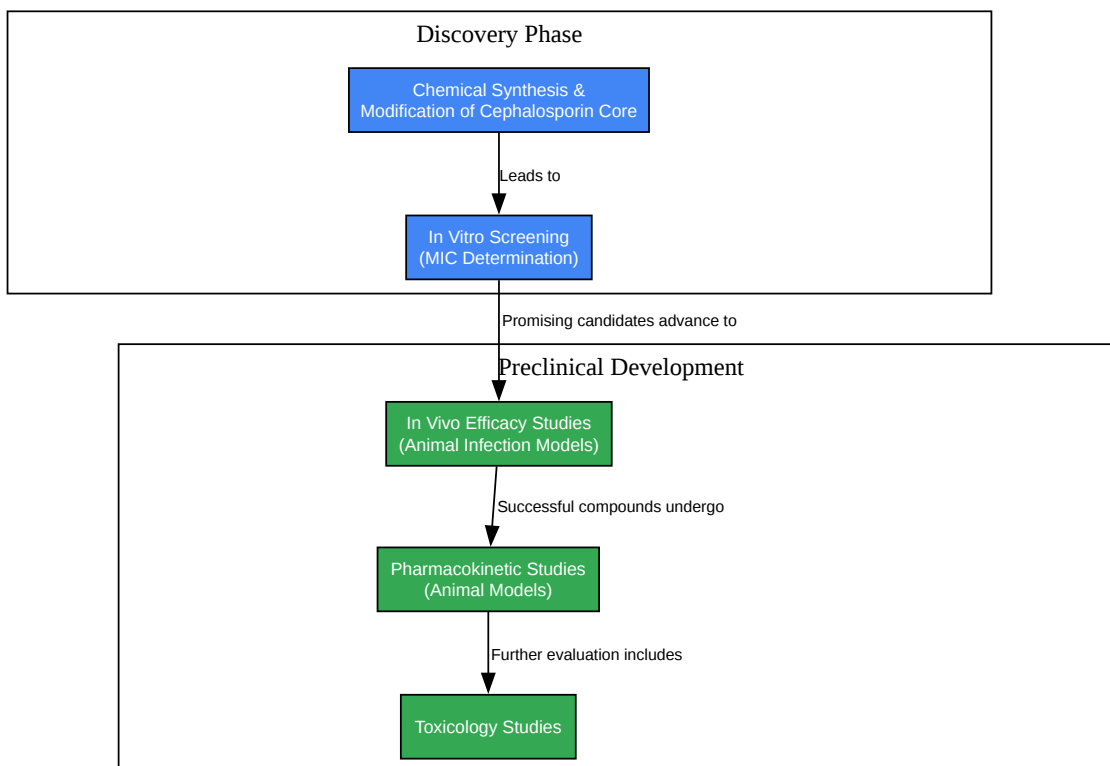 Discovery Phase
Chemical Synthesis &
Modification of Cephalosporin Core
Leads to
In Vitro Screening
(MIC Determination)
Promising candidates advance to
Preclinical Development
In Vivo Efficacy Studies
(Animal Infection Models)
Successful compounds undergo
Pharmacokinetic Studies
(Animal Models)
Further evaluation includes
Toxicology Studies